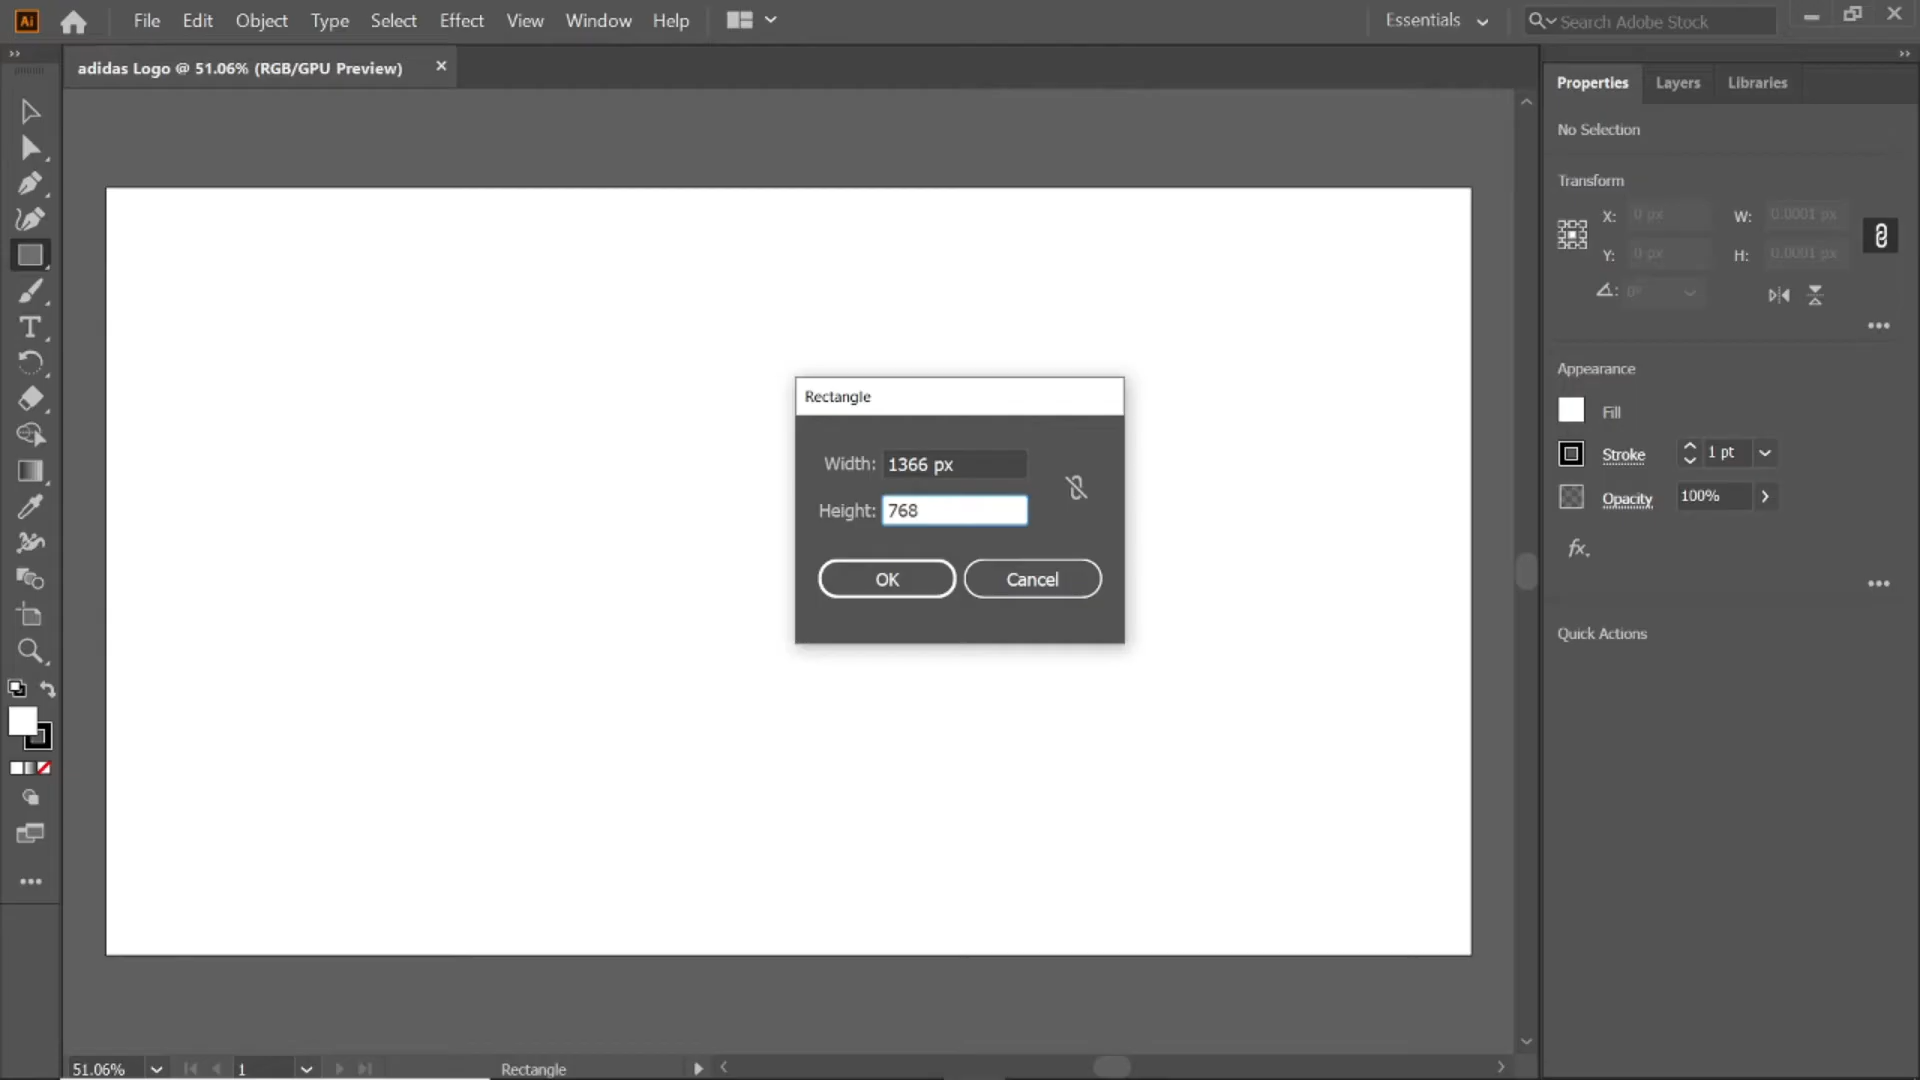 Ai File Edit Object Type Select Effect View Window Help Essentials Search Adobe Stock
adidas Logo @ 51.06% (RGB/GPU Preview) ×
Properties Layers Libraries
No Selection
Transform
X: 0 px W: 0.0001 px
Y: 0 px H: 0.0001 px
0°
Appearance
Fill
Stroke 1 pt
Opacity 100%
fx.
Quick Actions
Rectangle
Width: 1366 px
Height: 768
OK Cancel
T
51.06% 1 Rectangle